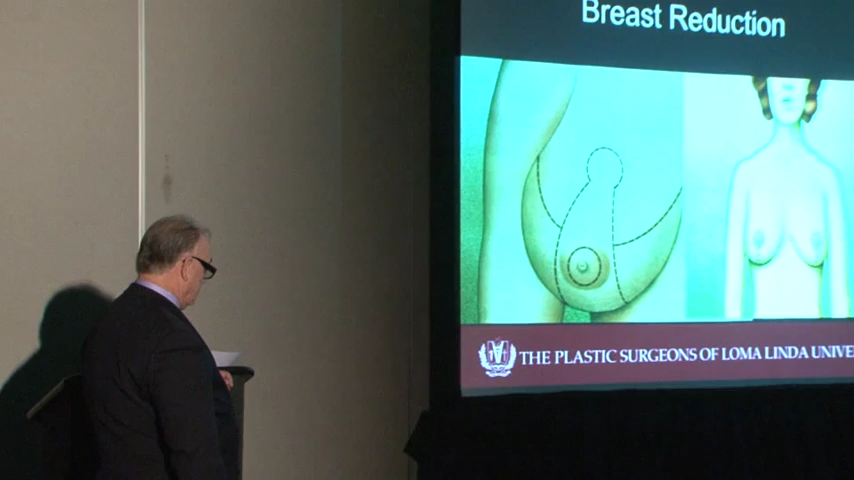 Breast Reduction
THE PLASTIC SURGEONS OF LOMA LINDA UNIVE